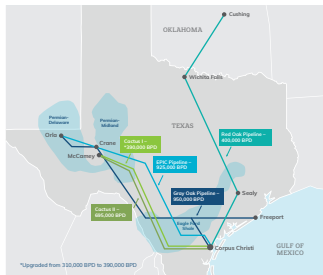 Cushing
OKLAHOMA
Wichita Falls
Permian-
Delaware
Permian-
Midland
TEXAS
Orla
Crane
McCamey
Cactus I –
*390,000 BPD
Red Oak Pipeline –
400,000 BPD
EPIC Pipeline –
925,000 BPD
Gray Oak Pipeline –
950,000 BPD
Cactus II –
685,000 BPD
Sealy
Freeport
Eagle Ford
Shale
Corpus Christi
GULF OF
MEXICO
*Upgraded from 330,000 BPD to 390,000 BPD